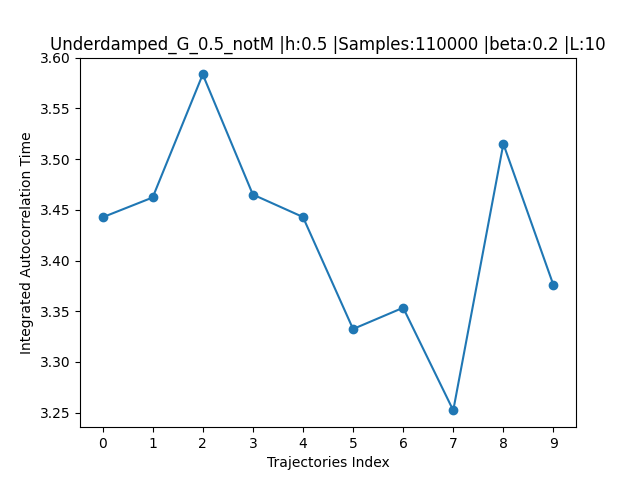 Underdamped_G_0.5_notM |h:0.5 |Samples:110000 |beta:0.2 |L:10
3.60
3.55
3.50
3.45
3.40
3.35
3.30
3.25
Integrated Autocorrelation Time
0 1 2 3 4 5 6 7 8 9
Trajectories Index